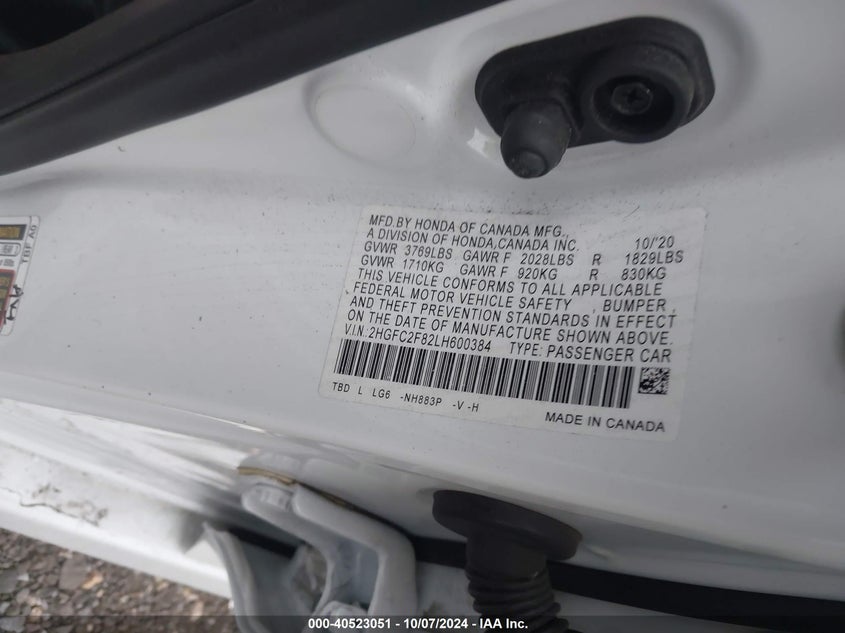 MFD.BY HONDA OF CANADA MFG.,
A DIVISION OF HONDA,CANADA INC. 10/'20
GVWR 3769LBS GAWR F 2028LBS R 1829LBS
GVWR 1710KG GAWR F 920KG R 830KG
THIS VEHICLE CONFORMS TO ALL APPLICABLE
FEDERAL MOTOR VEHICLE SAFETY , BUMPER ,
AND THEFT PREVENTION STANDARDS IN EFFECT
ON THE DATE OF MANUFACTURE SHOWN ABOVE.
V.I.N.:2HGFC2F82LH600384 TYPE: PASSENGER CAR
TBD L LG6 -NH883P -V -H
MADE IN CANADA
TBF A0
000-40523051 - 10/07/2024 - IAA Inc.